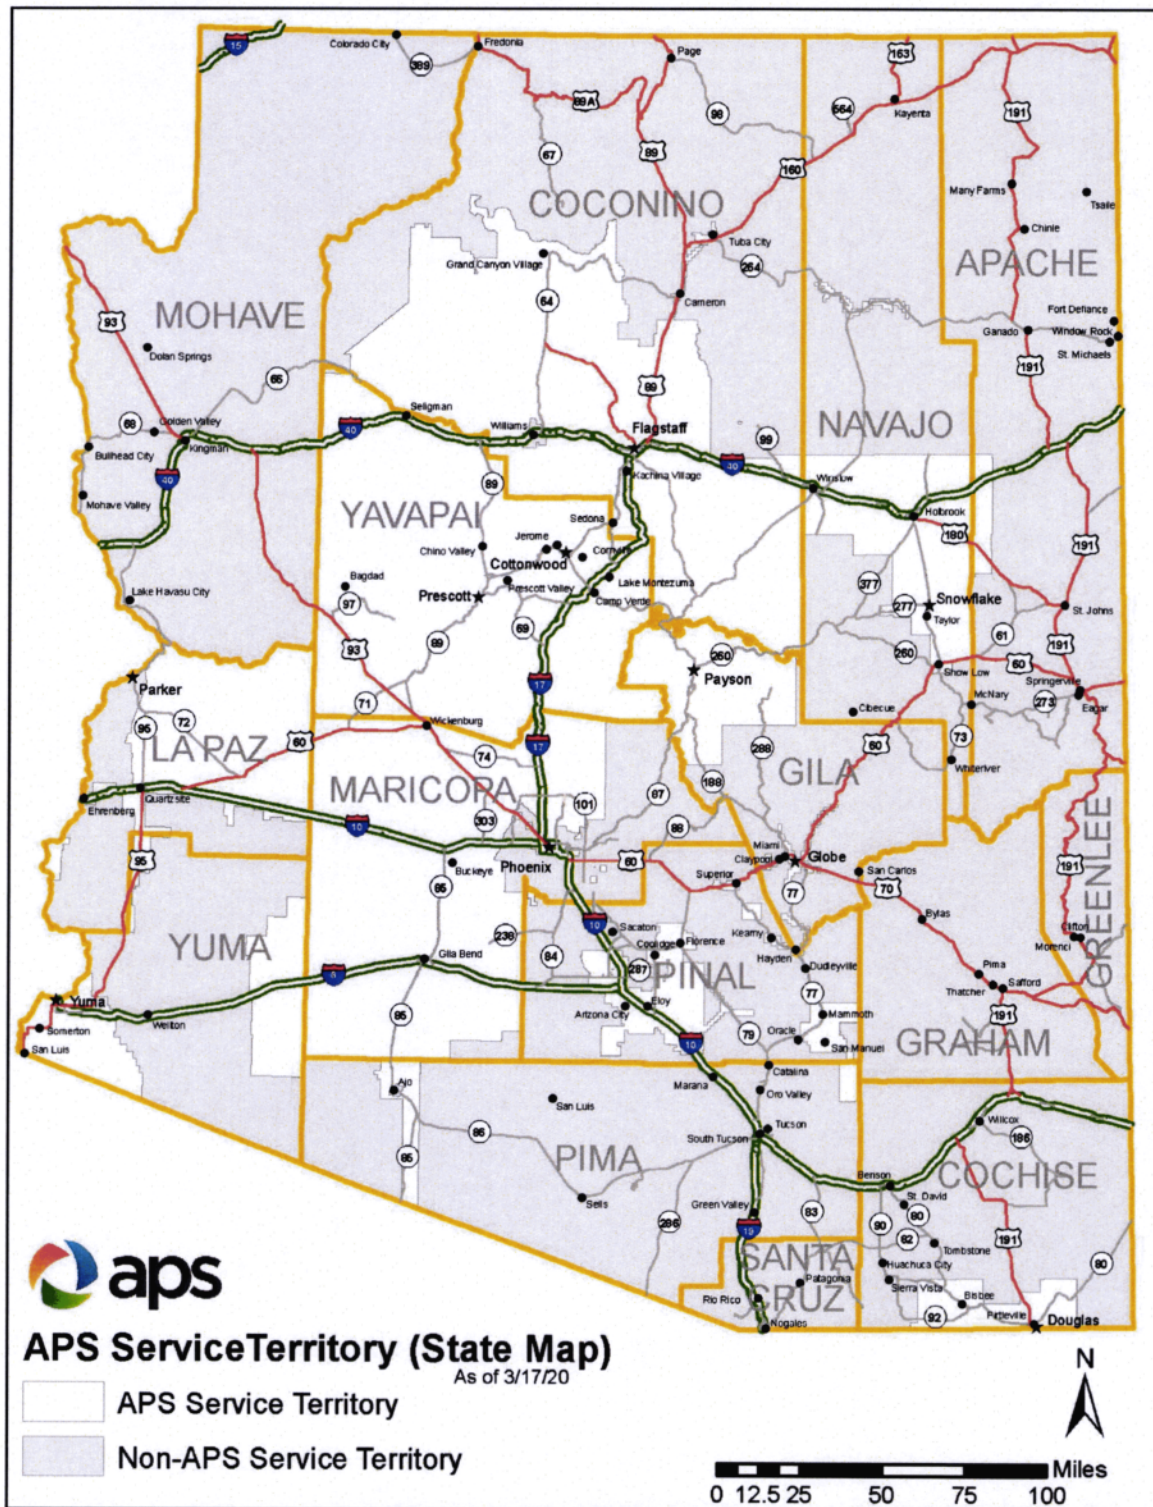 15
Colorado City
389
Fredonia
89A
Page
98
163
Kayenta
564
191
67
89
160
Many Farms
Tsaile
Chinle
COCONINO
Tuba City
264
APACHE
Grand Canyon Village
64
Cameron
MOHAVE
93
Dolan Springs
66
Fort Defiance
Ganado
Window Rock
St. Michaels
191
89
Seligman
NAVAJO
68
Golden Valley
40
Williams
Flagstaff
99
Bullhead City
Kingman
40
Kachina Village
40
Winslow
Mohave Valley
89
YAVAPAI
Sedona
Holbrook
180
Jerome
Chino Valley
Cottonwood
191
Bagdad
Lake Montezuma
377
Lake Havasu City
97
Prescott
Prescott Valley
Camp Verde
277
Snowflake
St. Johns
Taylor
69
61
93
89
260
260
191
Parker
17
Payson
Show Low
60
Springerville
McNary
273
Eagar
71
Cibecue
95
72
Wickenburg
LA PAZ
60
74
17
288
60
73
GILA
Whiteriver
MARICOPA
188
Ehrenberg
Quartzsite
101
87
10
303
88
GREENLEE
95
Phoenix
60
Miami
Claypool
Globe
Buckeye
San Carlos
191
85
Superior
77
70
YUMA
238
10
Sacaton
Bylas
Coolidge
Florence
Kearny
Clifton
Morenci
Gila Bend
84
287
PINAL
Hayden
Dudleyville
8
Pima
Thatcher
Safford
Yuma
77
Arizona City
Eloy
Wellton
85
Mammoth
191
Somerton
79
Oracle
San Manuel
GRAHAM
San Luis
10
Catalina
Ajo
Marana
San Luis
Oro Valley
Willcox
86
Tucson
South Tucson
186
PIMA
85
Benson
COCHISE
Sells
St. David
Green Valley
83
90
80
286
19
82
191
Tombstone
80
SANTA
CRUZ
Huachuca City
Patagonia
Sierra Vista
Rio Rico
Bisbee
92
Pirtleville
Douglas
Nogales
aps
APS ServiceTerritory (State Map)
As of 3/17/20
APS Service Territory
Non-APS Service Territory
N
Miles
0 12.5 25 50 75 100